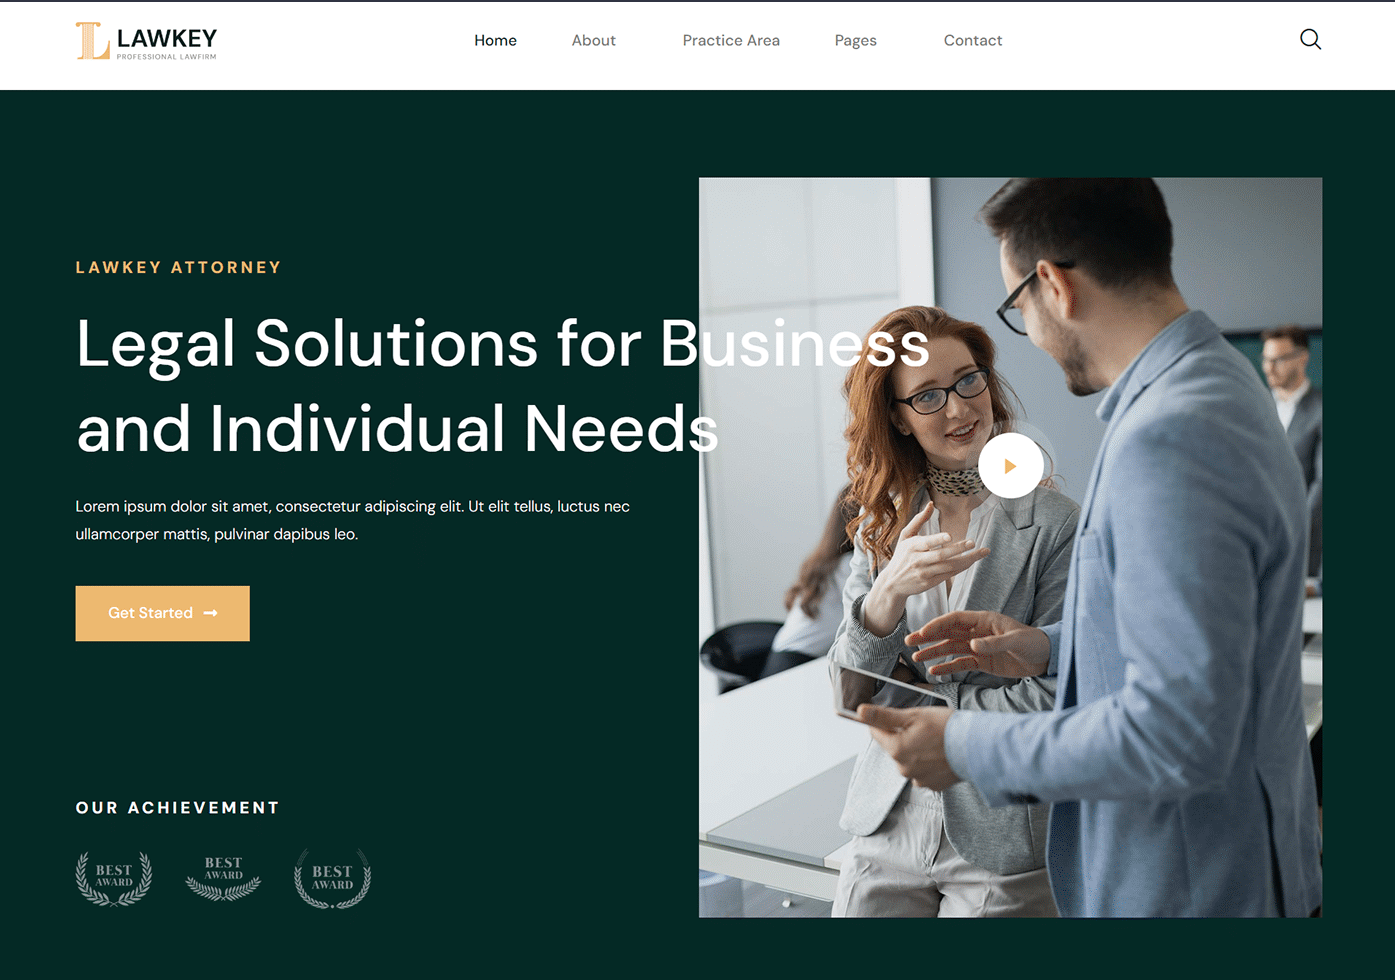 LAWKEY
PROFESSIONAL LAWFIRM
Home
About
Practice Area
Pages
Contact
LAWKEY ATTORNEY
Legal Solutions for Business
and Individual Needs
Lorem ipsum dolor sit amet, consectetur adipiscing elit. Ut elit tellus, luctus nec
ullamcorper mattis, pulvinar dapibus leo.
Get Started
OUR ACHIEVEMENT
BEST
AWARD
BEST
AWARD
BEST
AWARD